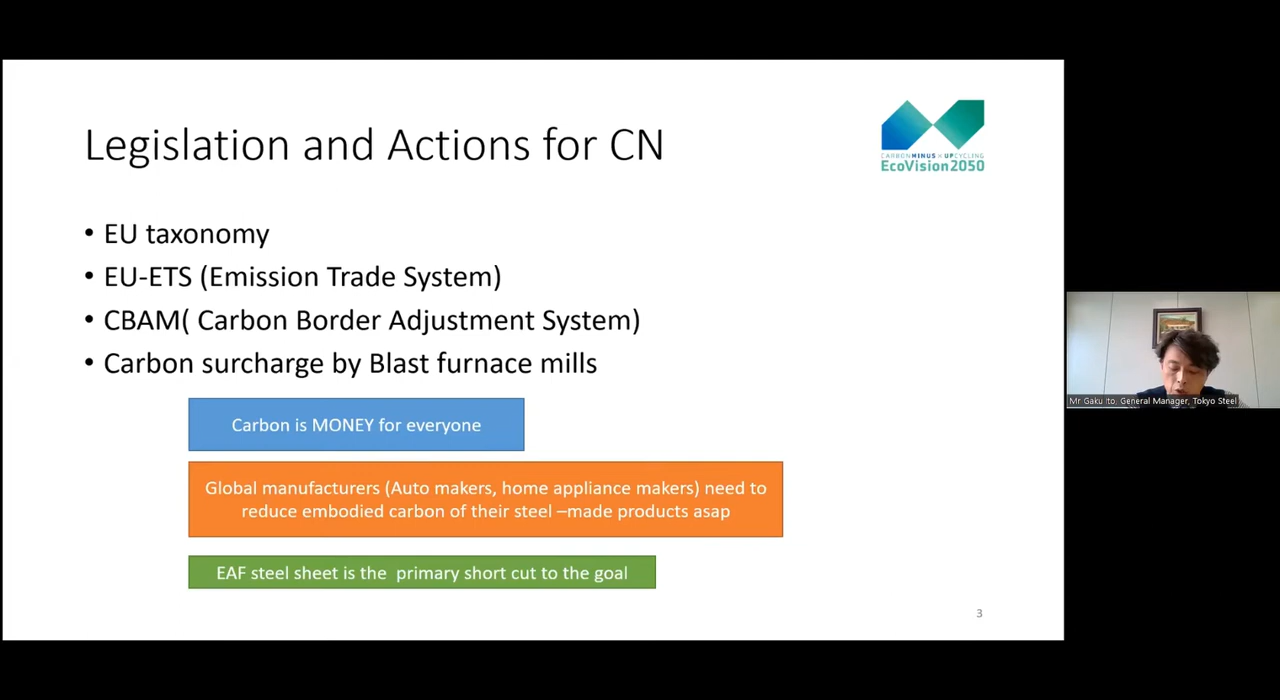 Legislation and Actions for CN
CARBON MINUS × UPCYCLING
EcoVision2050
• EU taxonomy
• EU-ETS (Emission Trade System)
• CBAM( Carbon Border Adjustment System)
• Carbon surcharge by Blast furnace mills
Carbon is MONEY for everyone
Global manufacturers (Auto makers, home appliance makers) need to
reduce embodied carbon of their steel –made products asap
EAF steel sheet is the primary short cut to the goal
3
Mr Gaku Ito, General Manager, Tokyo Steel